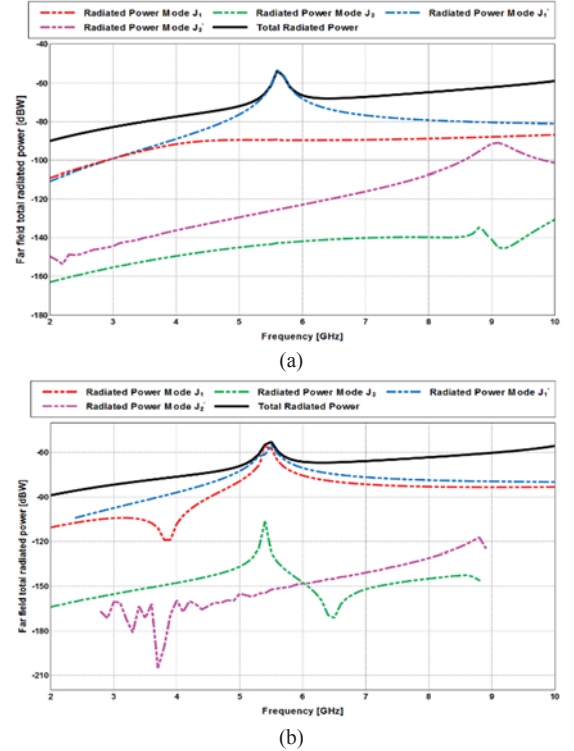 Radiated Power Mode J₁ Radiated Power Mode J₂ Radiated Power Mode J₁'
Radiated Power Mode J₂' Total Radiated Power
-40
-60
-80
-100
-120
-140
-160
-180
Far field total radiated power [dBW]
2 3 4 5 6 7 8 9 10
Frequency [GHz]
(a)
Radiated Power Mode J₁ Radiated Power Mode J₂ Radiated Power Mode J₁'
Radiated Power Mode J₂' Total Radiated Power
-60
-90
-120
-150
-180
-210
Far field total radiated power [dBW]
2 3 4 5 6 7 8 9 10
Frequency [GHz]
(b)